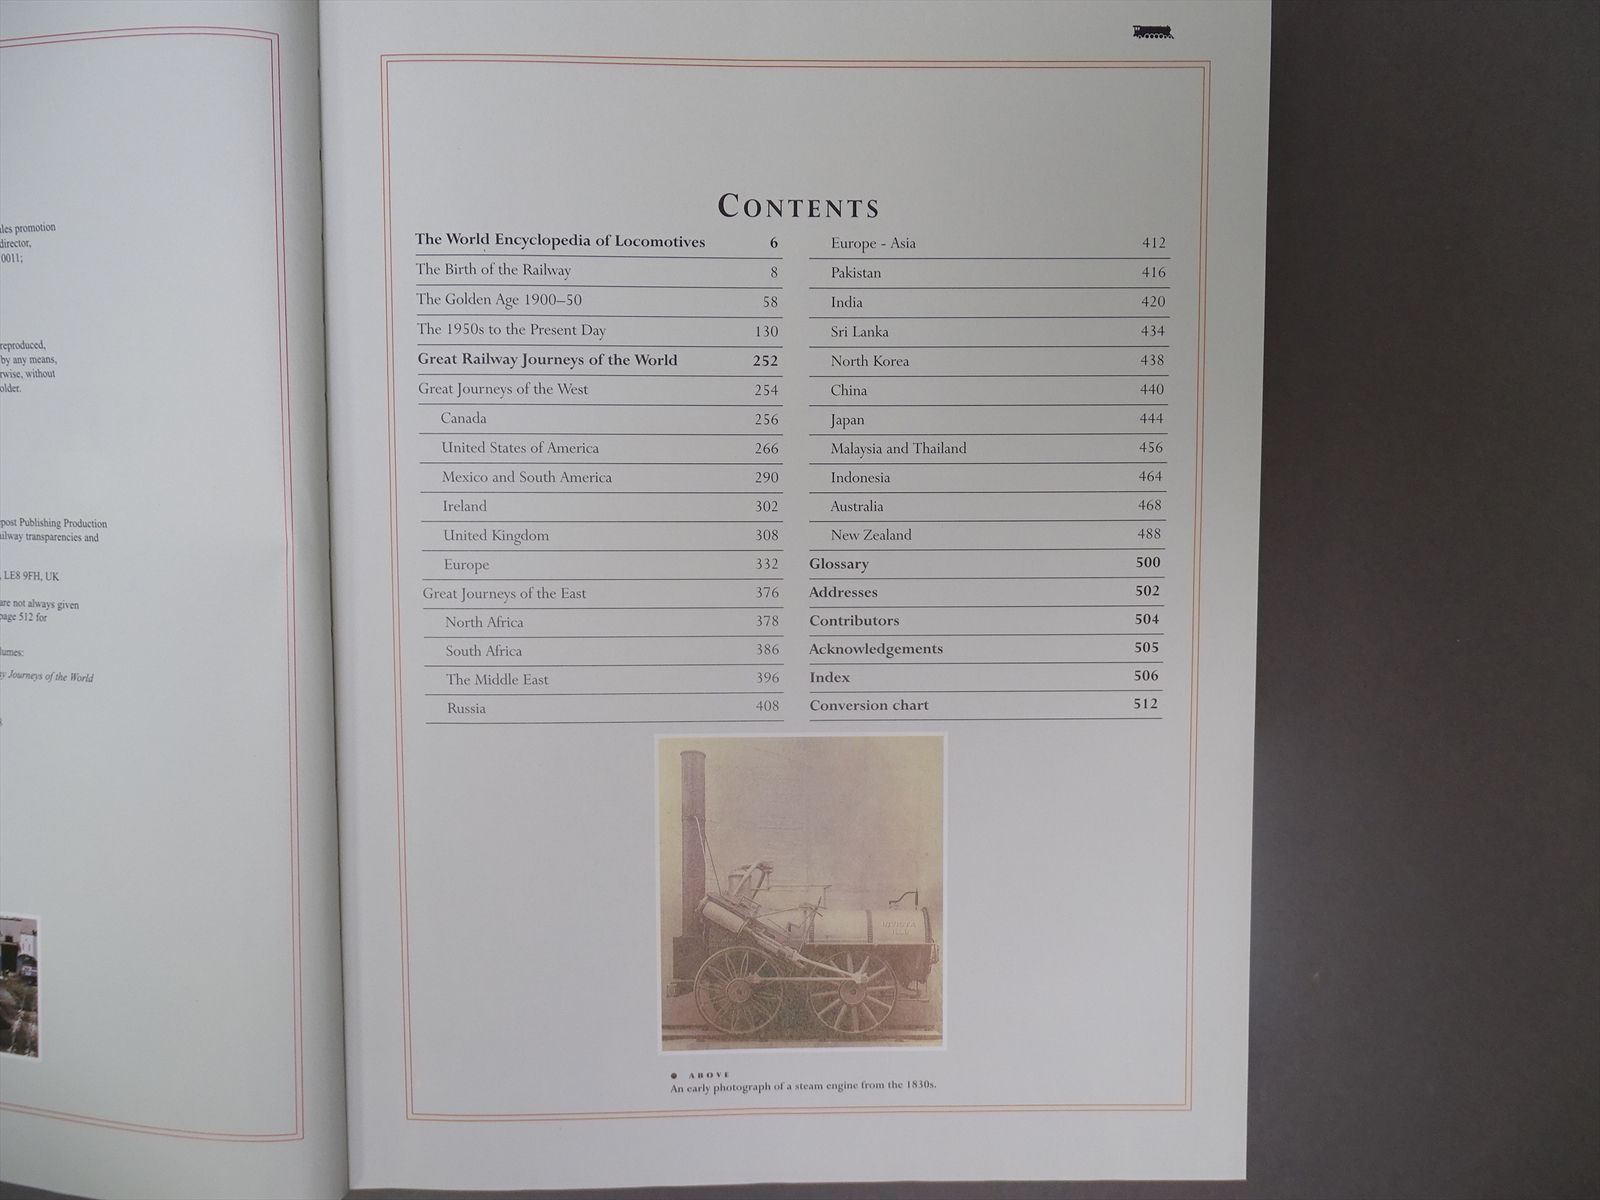 ales promotion
director,
0011;
reproduced,
by any means,
rwise, without
older.
post Publishing Production
ailway transparencies and
, LE8 9FH, UK
are not always given
page 512 for
lumes:
y Journeys of the World
CONTENTS
The World Encyclopedia of Locomotives 6
The Birth of the Railway 8
The Golden Age 1900–50 58
The 1950s to the Present Day 130
Great Railway Journeys of the World 252
Great Journeys of the West 254
Canada 256
United States of America 266
Mexico and South America 290
Ireland 302
United Kingdom 308
Europe 332
Great Journeys of the East 376
North Africa 378
South Africa 386
The Middle East 396
Russia 408
Europe - Asia 412
Pakistan 416
India 420
Sri Lanka 434
North Korea 438
China 440
Japan 444
Malaysia and Thailand 456
Indonesia 464
Australia 468
New Zealand 488
Glossary 500
Addresses 502
Contributors 504
Acknowledgements 505
Index 506
Conversion chart 512
INVICTA
• ABOVE
An early photograph of a steam engine from the 1830s.